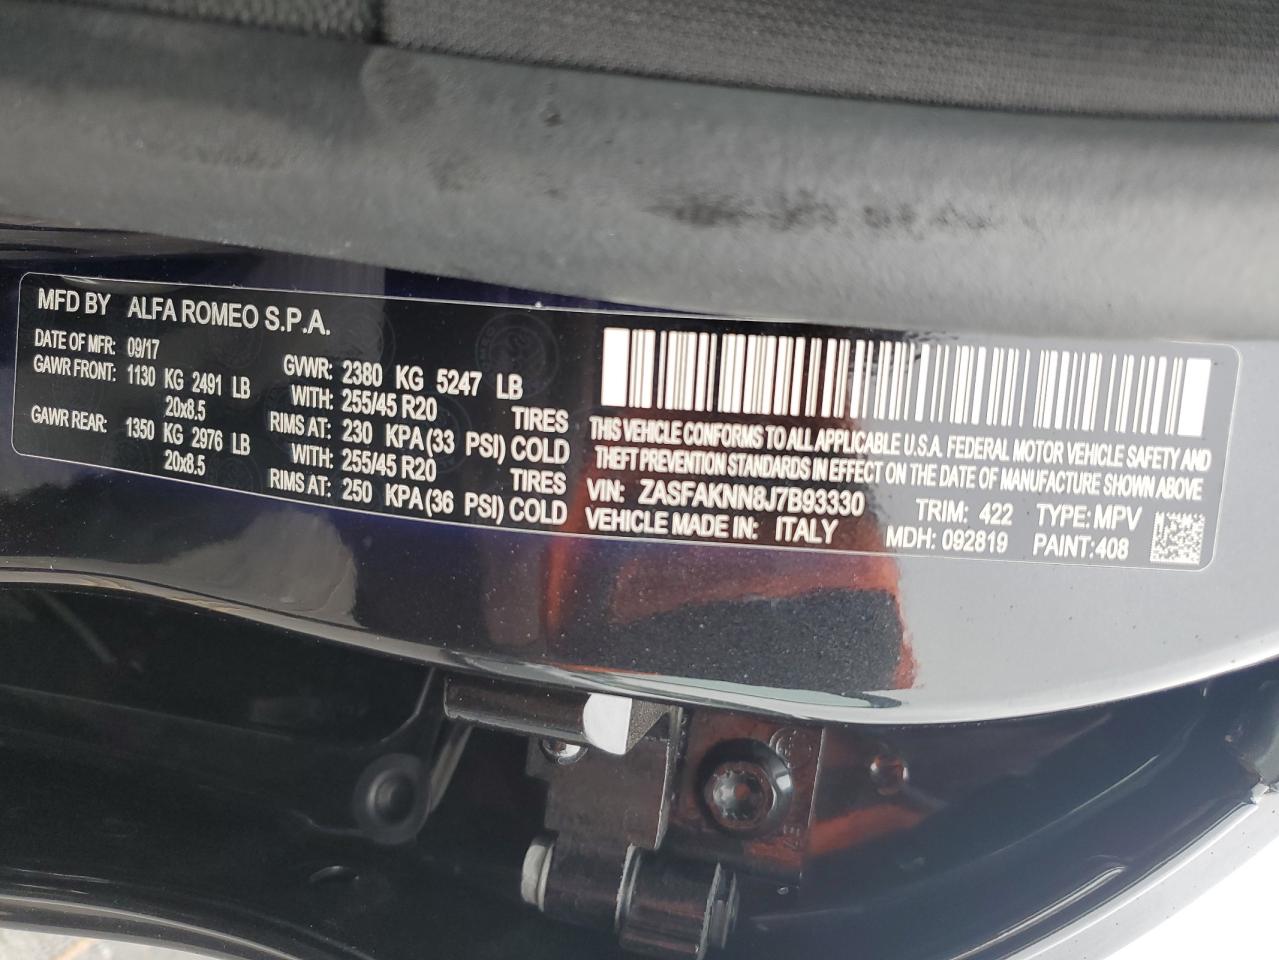 MFD BY ALFA ROMEO S.P.A.
DATE OF MFR: 09/17
GVWR: 2380 KG 5247 LB
GAWR FRONT: 1130 KG 2491 LB
WITH: 255/45 R20 TIRES
20x8.5
RIMS AT: 230 KPA(33 PSI) COLD
GAWR REAR: 1350 KG 2976 LB
WITH: 255/45 R20 TIRES
20x8.5
RIMS AT: 250 KPA(36 PSI) COLD
THIS VEHICLE CONFORMS TO ALL APPLICABLE U.S.A. FEDERAL MOTOR VEHICLE SAFETY AND
THEFT PREVENTION STANDARDS IN EFFECT ON THE DATE OF MANUFACTURE SHOWN ABOVE
VIN: ZASFAKNN8J7B93330 TRIM: 422 TYPE: MPV
VEHICLE MADE IN: ITALY MDH: 092819 PAINT:408